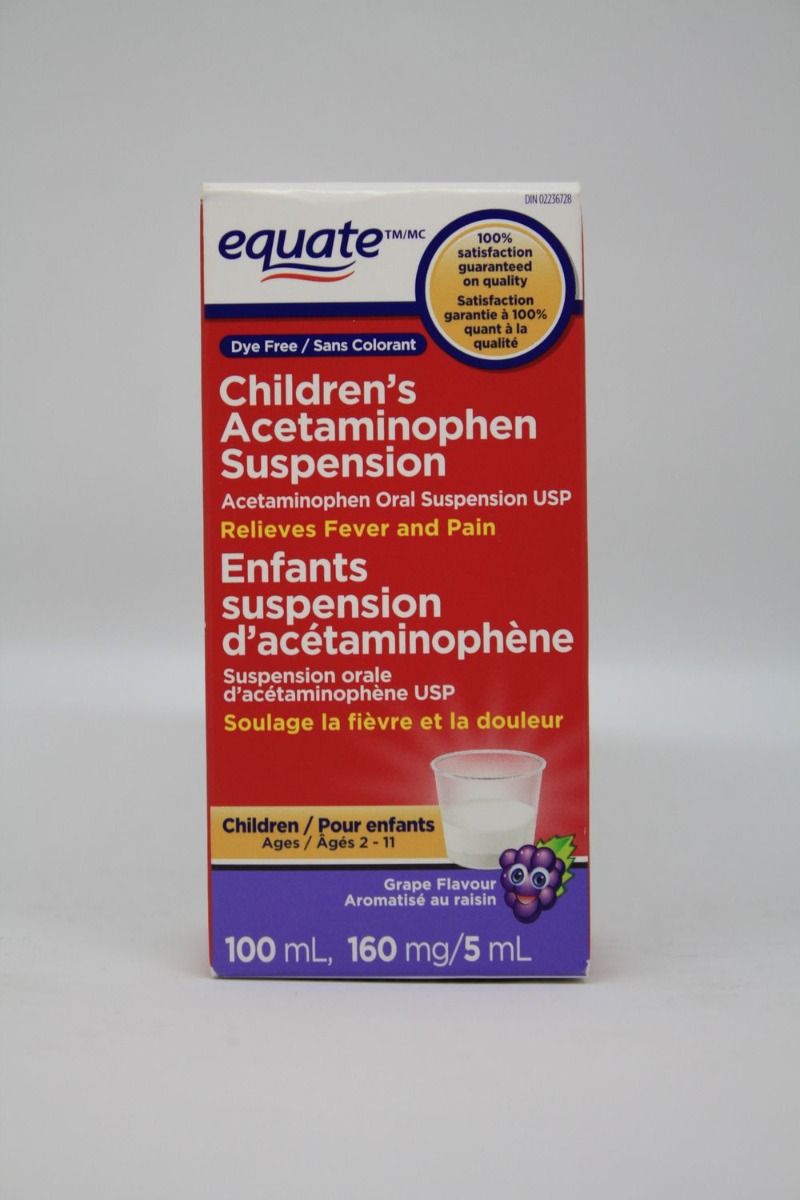 DIN 02236728
equate TM/MC
100%
satisfaction
guaranteed
on quality
Satisfaction
garantie à 100%
quant à la
qualité
Dye Free / Sans Colorant
Children's
Acetaminophen
Suspension
Acetaminophen Oral Suspension USP
Relieves Fever and Pain
Enfants
suspension
d'acétaminophène
Suspension orale
d'acétaminophène USP
Soulage la fièvre et la douleur
Children / Pour enfants
Ages / Âgés 2 - 11
Grape Flavour
Aromatisé au raisin
100 mL, 160 mg/5 mL